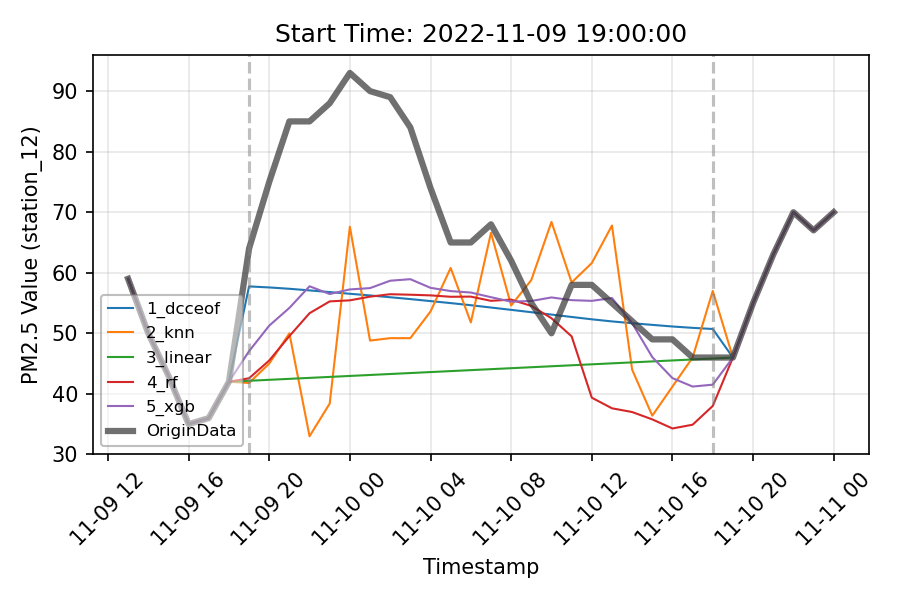 Start Time: 2022-11-09 19:00:00
PM2.5 Value (station_12)
90
80
70
60
50
40
30
1_dcceof
2_knn
3_linear
4_rf
5_xgb
OriginData
11-09 12
11-09 16
11-09 20
11-10 00
11-10 04
11-10 08
11-10 12
11-10 16
11-10 20
11-11 00
Timestamp